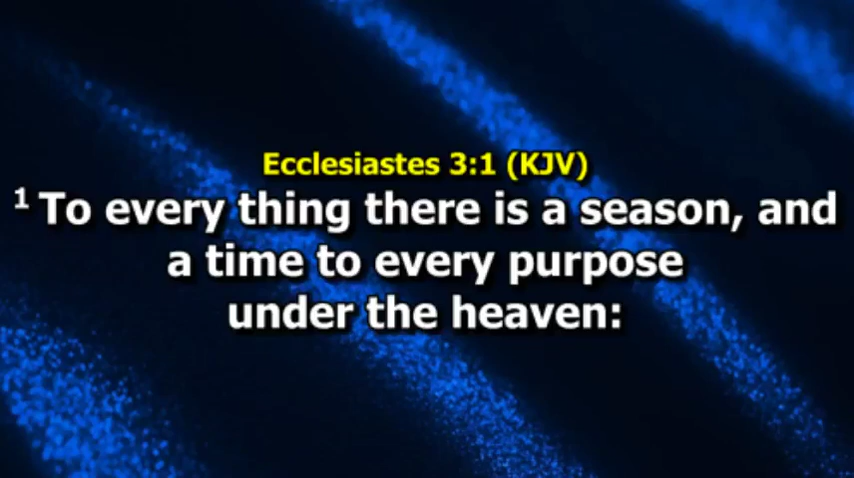 Ecclesiastes 3:1 (KJV)
1 To every thing there is a season, and
a time to every purpose
under the heaven: